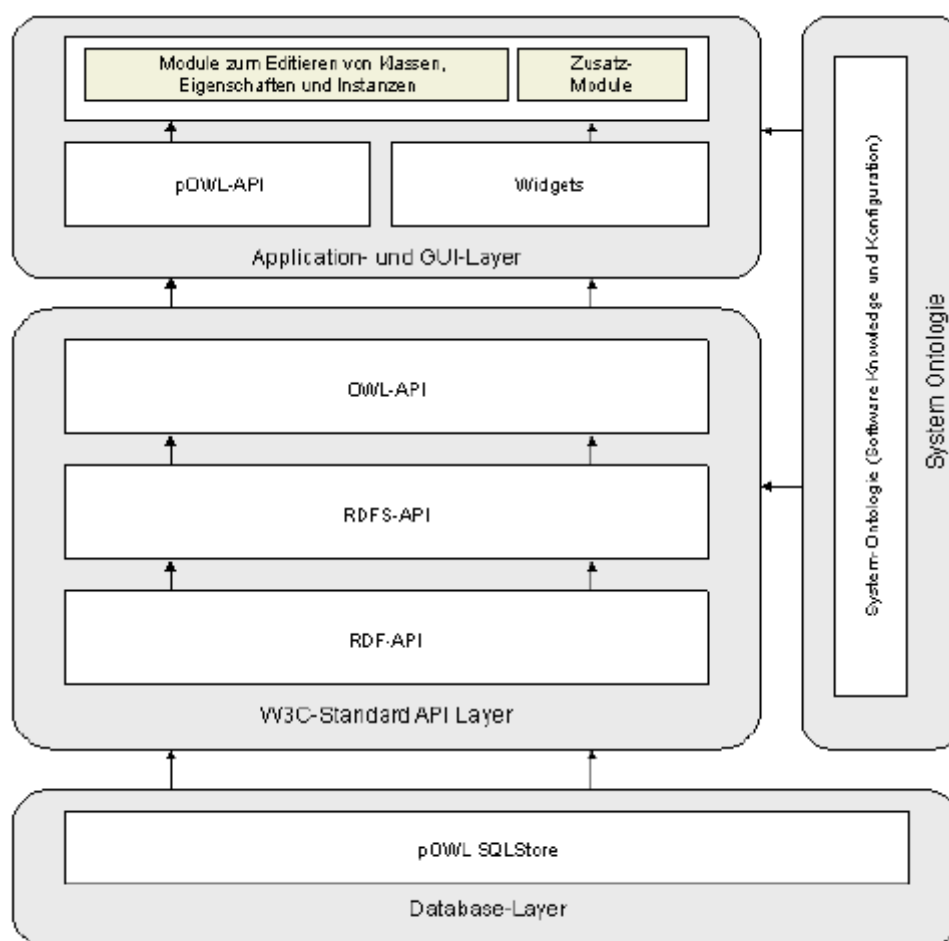 Module zum Editieren von Klassen,
Eigenschaften und Instanzen
Zusatz-
Module
pOWL-API
Widgets
Application- und GUI-Layer
OWL-API
RDFS-API
RDF-API
W3C-Standard API Layer
System-Ontologie (Software Knowledge und Konfiguration)
System Ontologie
pOWL SQLStore
Database-Layer